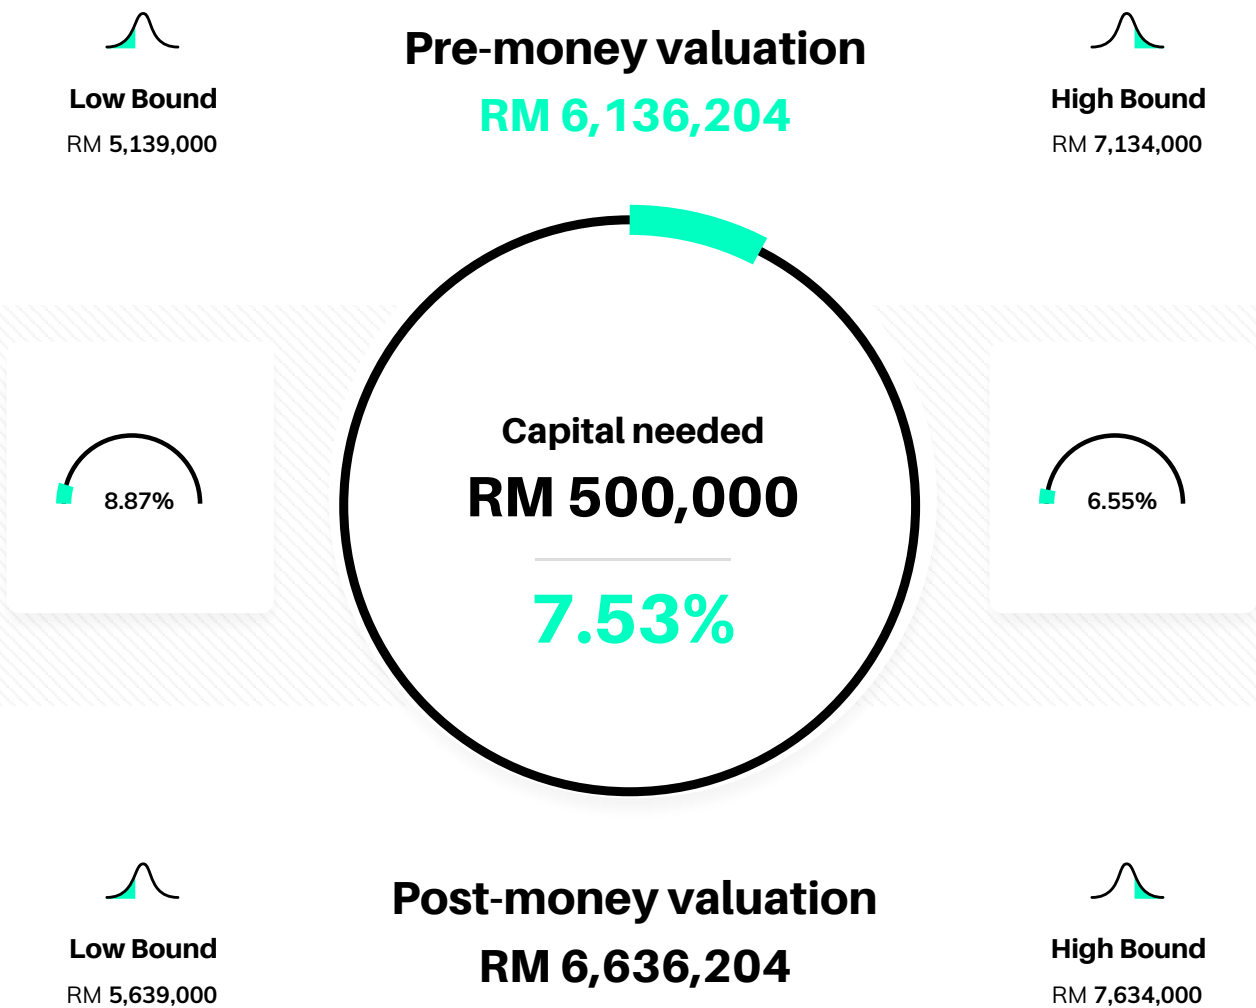 Pre-money valuation
RM 6,136,204
Low Bound
RM 5,139,000
High Bound
RM 7,134,000
Capital needed
RM 500,000
7.53%
8.87%
6.55%
Post-money valuation
RM 6,636,204
Low Bound
RM 5,639,000
High Bound
RM 7,634,000